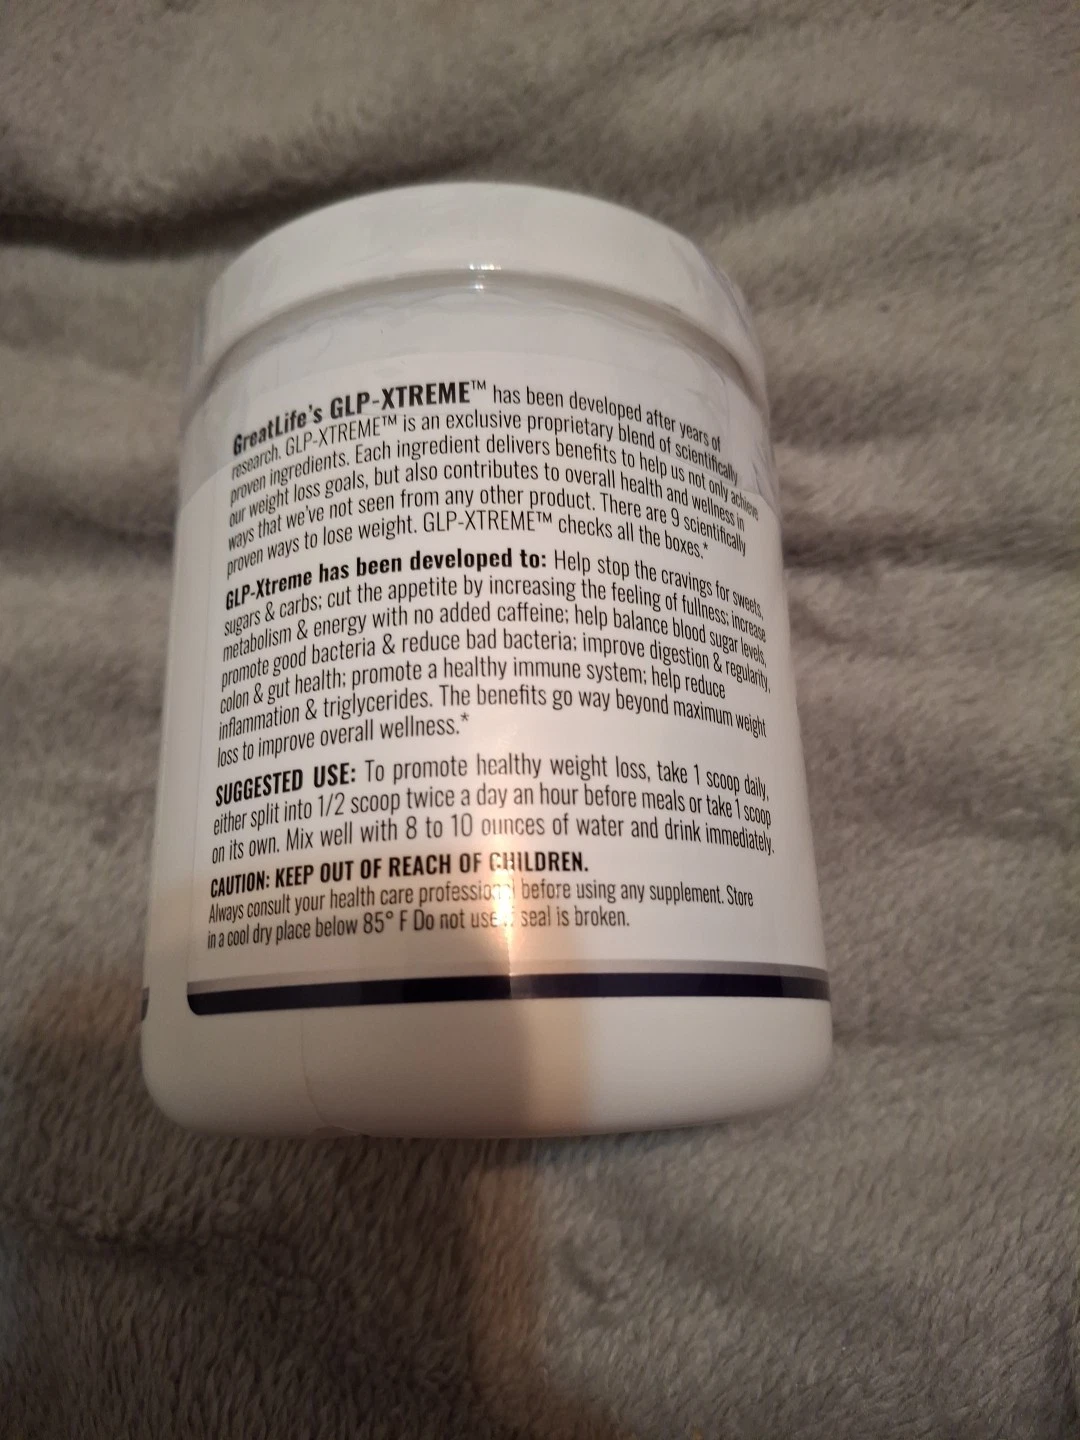 GreatLife's GLP-XTREME™ has been developed after years of
research. GLP-XTREME™ is an exclusive proprietary blend of scientifically
proven ingredients. Each ingredient delivers benefits to help us not only achieve
our weight loss goals, but also contributes to overall health and wellness in
ways that we've not seen from any other product. There are 9 scientifically
proven ways to lose weight. GLP-XTREME™ checks all the boxes.*
GLP-Xtreme has been developed to: Help stop the cravings for sweets,
sugars & carbs; cut the appetite by increasing the feeling of fullness; increase
metabolism & energy with no added caffeine; help balance blood sugar levels,
promote good bacteria & reduce bad bacteria; improve digestion & regularity,
colon & gut health; promote a healthy immune system; help reduce
inflammation & triglycerides. The benefits go way beyond maximum weight
loss to improve overall wellness.*
SUGGESTED USE: To promote healthy weight loss, take 1 scoop daily,
either split into 1/2 scoop twice a day an hour before meals or take 1 scoop
on its own. Mix well with 8 to 10 ounces of water and drink immediately.
CAUTION: KEEP OUT OF REACH OF CHILDREN.
Always consult your health care professional before using any supplement. Store
in a cool dry place below 85° F Do not use if seal is broken.